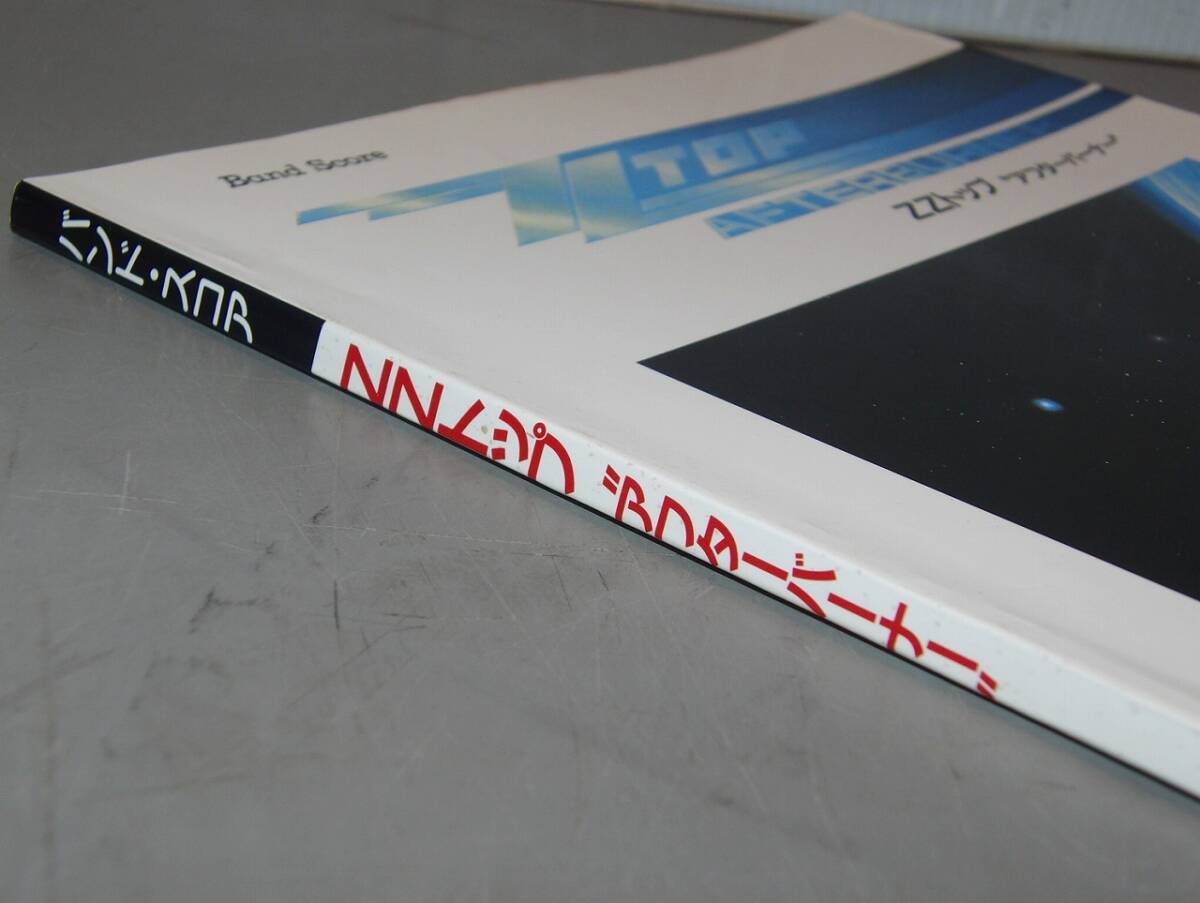 Band Score
ZZ TOP
AFTERBURNER
ZZトップ “アフターバーナー”
バンド・スコア
ZZトップ “アフターバーナー”